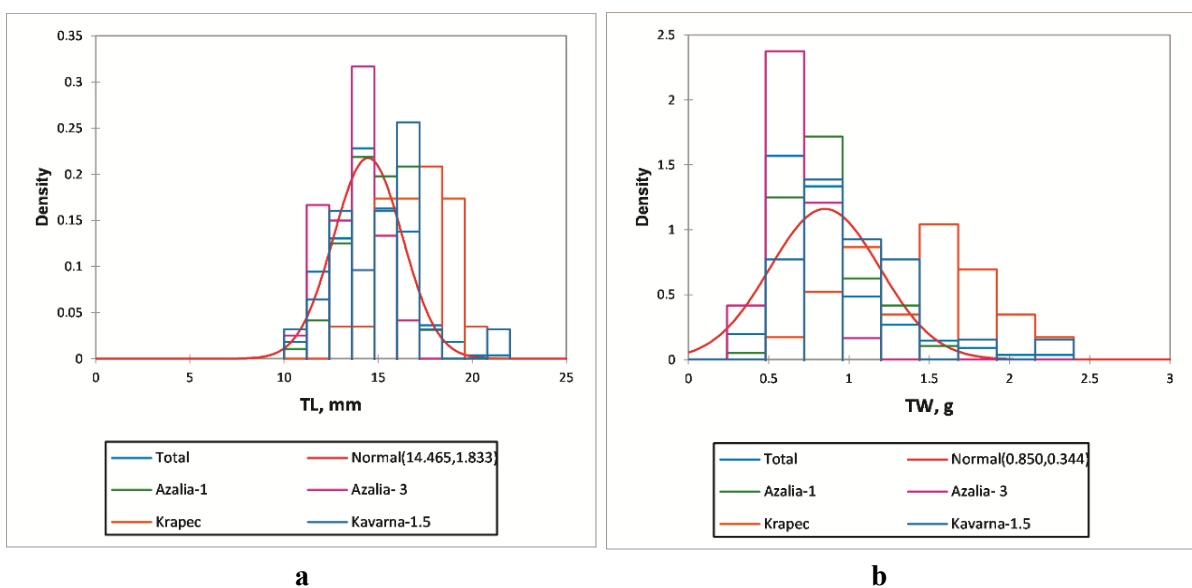 0.35
0.3
0.25
0.2
0.15
0.1
0.05
0
Density
0 5 10 15 20 25
TL, mm
Total Normal(14.465,1.833)
Azalia-1 Azalia- 3
Krapec Kavarna-1.5
a
2.5
2
1.5
1
0.5
0
Density
0 0.5 1 1.5 2 2.5 3
TW, g
Total Normal(0.850,0.344)
Azalia-1 Azalia- 3
Krapec Kavarna-1.5
b